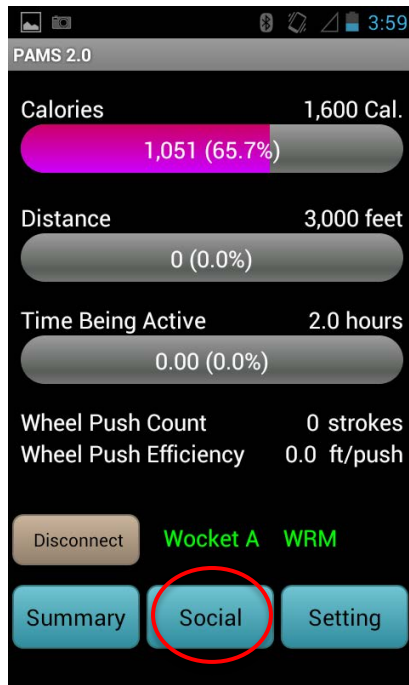 3:59
PAMS 2.0
Calories 1,600 Cal.
1,051 (65.7%)
Distance 3,000 feet
0 (0.0%)
Time Being Active 2.0 hours
0.00 (0.0%)
Wheel Push Count 0 strokes
Wheel Push Efficiency 0.0 ft/push
Disconnect Wocket A WRM
Summary Social Setting